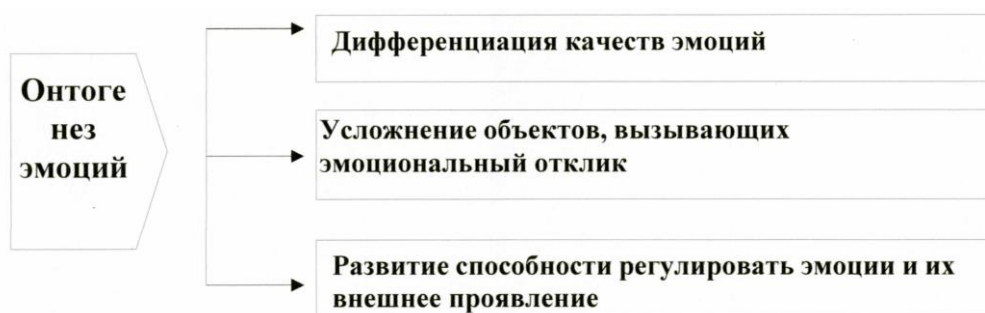 Онтоге
нез
эмоций
Дифференциация качеств эмоций
Усложнение объектов, вызывающих
эмоциональный отклик
Развитие способности регулировать эмоции и их
внешнее проявление